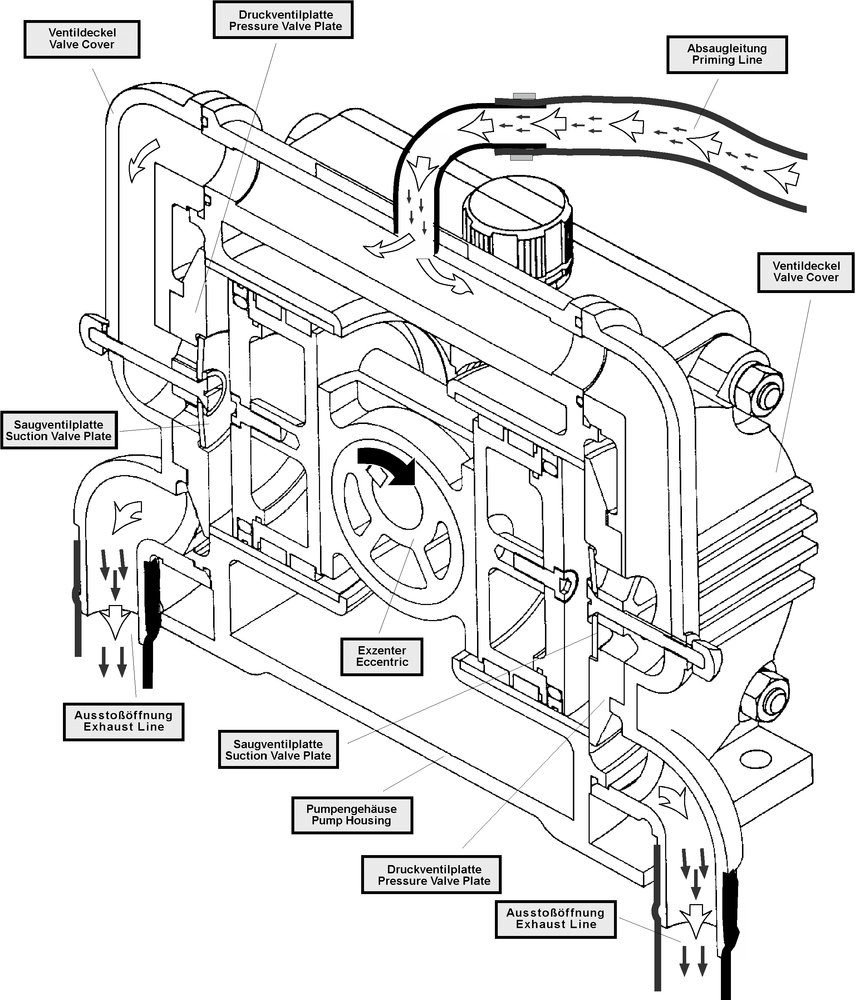 Druckventilplatte
Pressure Valve Plate
Ventildeckel
Valve Cover
Absaugleitung
Priming Line
Ventildeckel
Valve Cover
Saugventilplatte
Suction Valve Plate
Exzenter
Eccentric
Ausstoßöffnung
Exhaust Line
Saugventilplatte
Suction Valve Plate
Pumpengehäuse
Pump Housing
Druckventilplatte
Pressure Valve Plate
Ausstoßöffnung
Exhaust Line